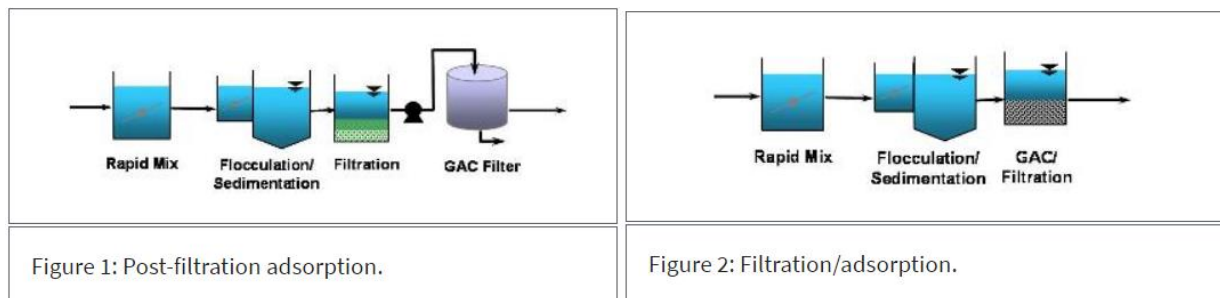 Rapid Mix
Flocculation/
Sedimentation
Filtration
GAC Filter
Figure 1: Post-filtration adsorption.
Rapid Mix
Flocculation/
Sedimentation
GAC/
Filtration
Figure 2: Filtration/adsorption.